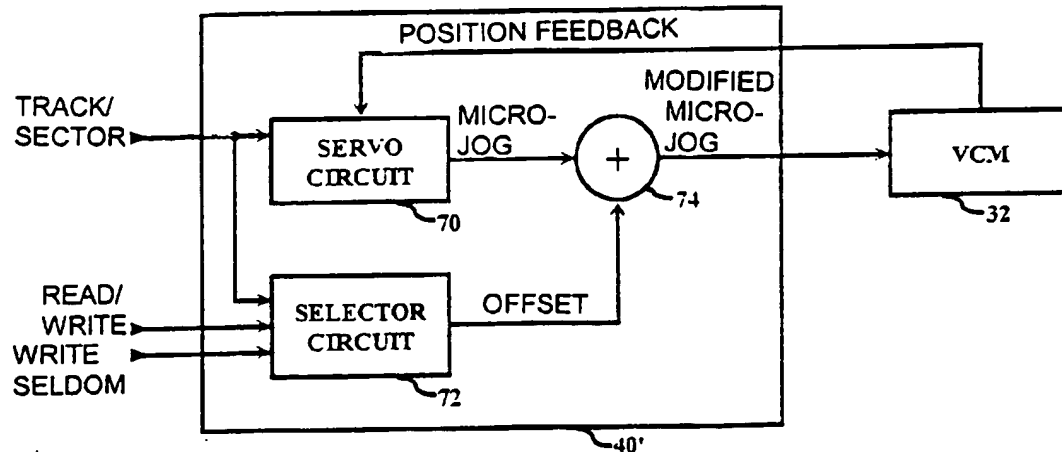 POSITION FEEDBACK
TRACK/
SECTOR
SERVO
CIRCUIT
70
MICRO-
JOG
+
74
MODIFIED
MICRO-
JOG
VCM
32
READ/
WRITE
WRITE
SELDOM
SELECTOR
CIRCUIT
72
OFFSET
40'